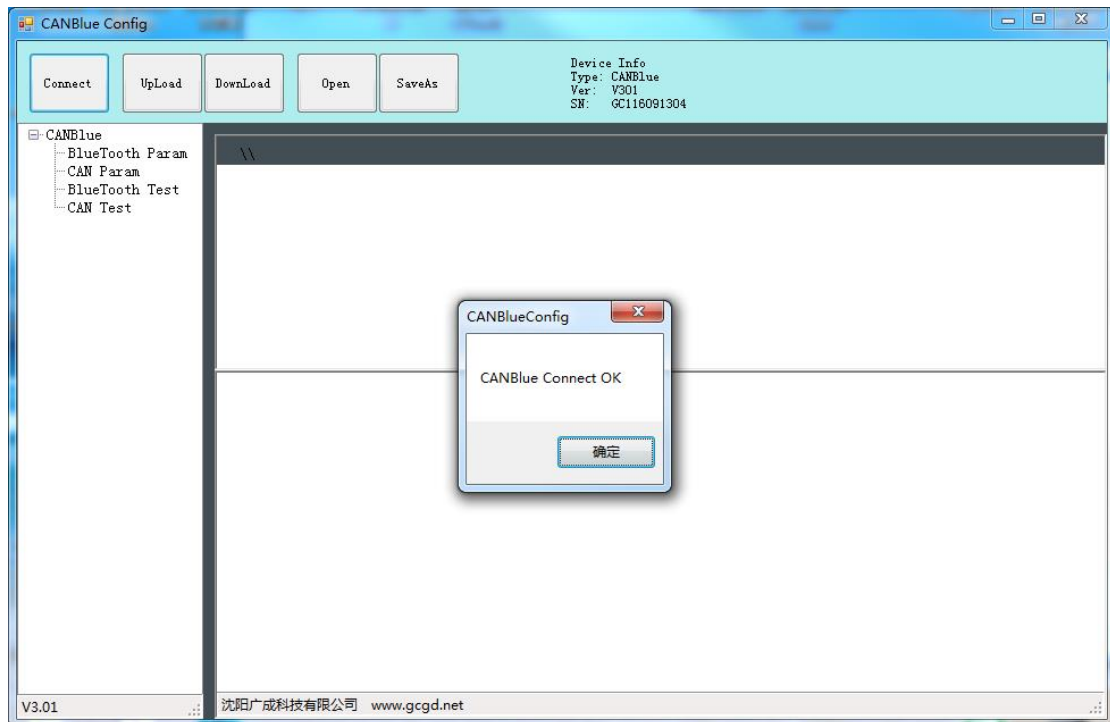 CANBlue Config
Connect UpLoad DownLoad Open SaveAs
Device Info
Type: CANBlue
Ver: V301
SN: GC116091304
CANBlue
BlueTooth Param
CAN Param
BlueTooth Test
CAN Test
\\
CANBlueConfig
CANBlue Connect OK
确定
V3.01
沈阳广成科技有限公司 www.gcgd.net